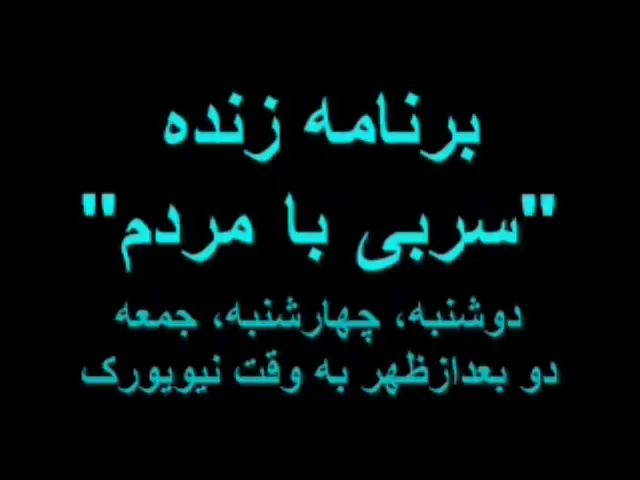 برنامه زنده
"سربی با مردم"
دوشنبه، چهارشنبه، جمعه
دو بعدازظهر به وقت نیویورک